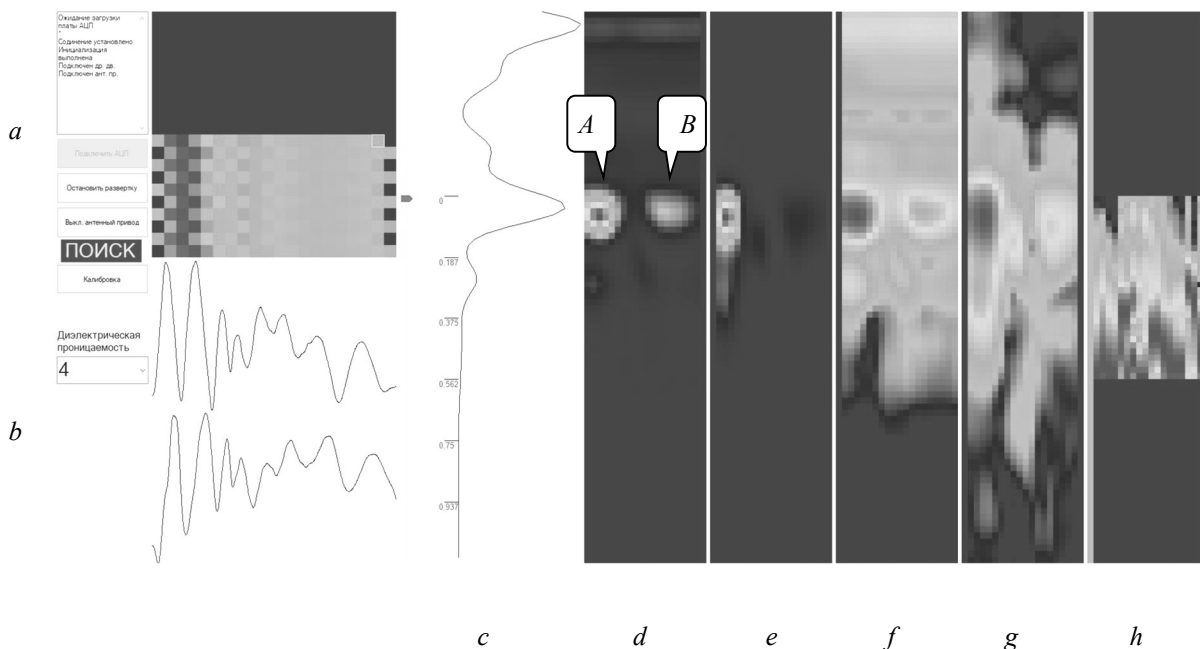 Ожидание загрузки
платы АЦП
*
Содинение установлено
Инициализация
выполнена
Подключен др. дв.
Подключен ант. пр.
a
Подключить АЦП
Остановить развертку
Выкл. антенный привод
ПОИСК
Калибровка
Диэлектрическая
проницаемость
4
b
0
0.187
0.375
0.562
0.75
0.937
A B
c d e f g h